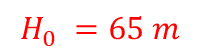 H₀ = 65 m